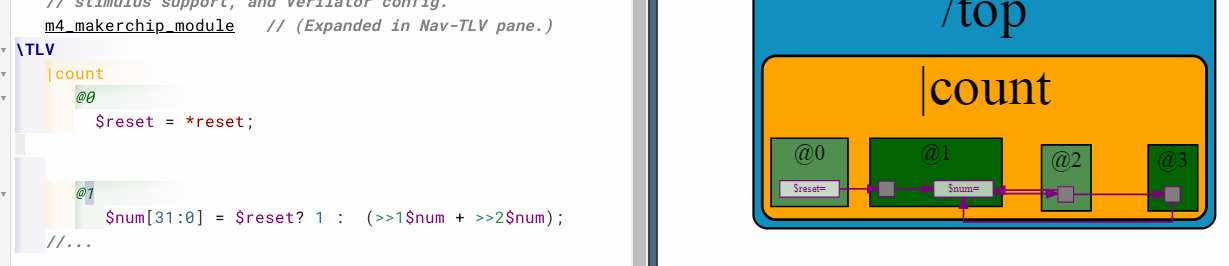 // stimulus support, and Verilator config.
m4_makerchip_module   // (Expanded in Nav-TLV pane.)
\TLV
|count
@0
$reset = *reset;
@1
$num[31:0] = $reset? 1 :  (>>1$num + >>2$num);
//...
/top
|count
@0 @1 @2 @3
$reset= $num=